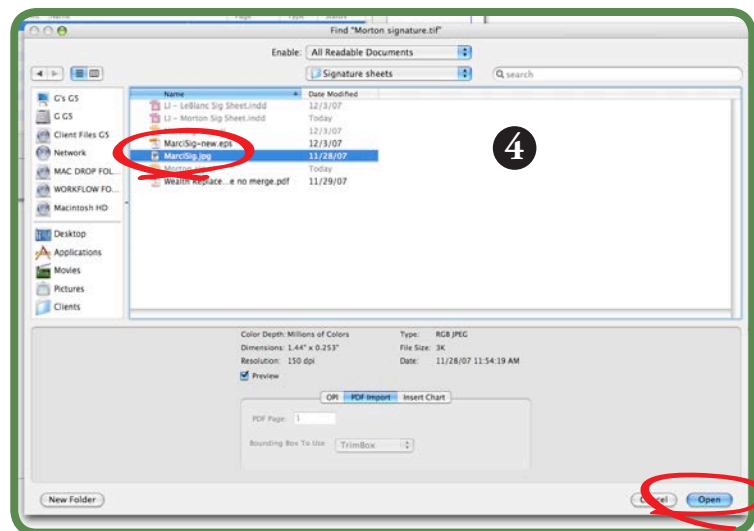 Name Page Type Status
Find "Morton signature.tif"
Enable: All Readable Documents
Signature sheets
search
G's G5
G G5
Client Files G5
Network
MAC DROP FOL...
WORKFLOW FO...
Macintosh HD
Desktop
Applications
Movies
Pictures
Clients
Name Date Modified
LJ - LeBlanc Sig Sheet.indd 12/3/07
LJ - Morton Sig Sheet.indd Today
12/3/07
MarciSig-new.eps 12/3/07
MarciSig.jpg 11/28/07
Today
Wealth Replace...e no merge.pdf 11/29/07
4
Color Depth: Millions of Colors Type: RGB JPEG
Dimensions: 1.44" x 0.253" File Size: 3K
Resolution: 150 dpi Date: 11/28/07 11:54:19 AM
Preview
OPI PDF Import Insert Chart
PDF Page: 1
Bounding Box To Use TrimBox
New Folder Cancel Open